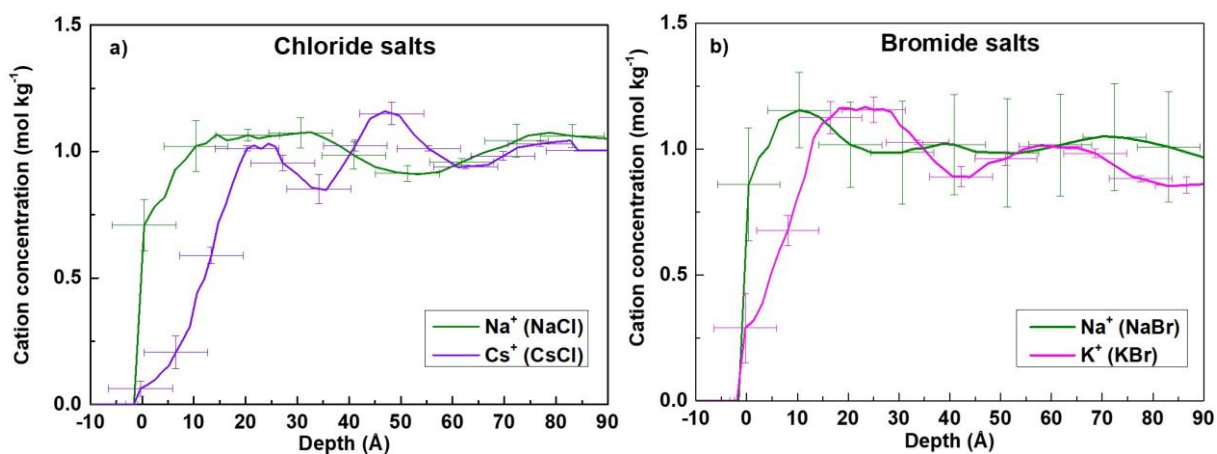 a)
Chloride salts
1.5
1.0
0.5
0.0
Cation concentration (mol kg⁻¹)
Na⁺ (NaCl)
Cs⁺ (CsCl)
-10 0 10 20 30 40 50 60 70 80 90
Depth (Å)
b)
Bromide salts
1.5
1.0
0.5
0.0
Cation concentration (mol kg⁻¹)
Na⁺ (NaBr)
K⁺ (KBr)
-10 0 10 20 30 40 50 60 70 80 90
Depth (Å)